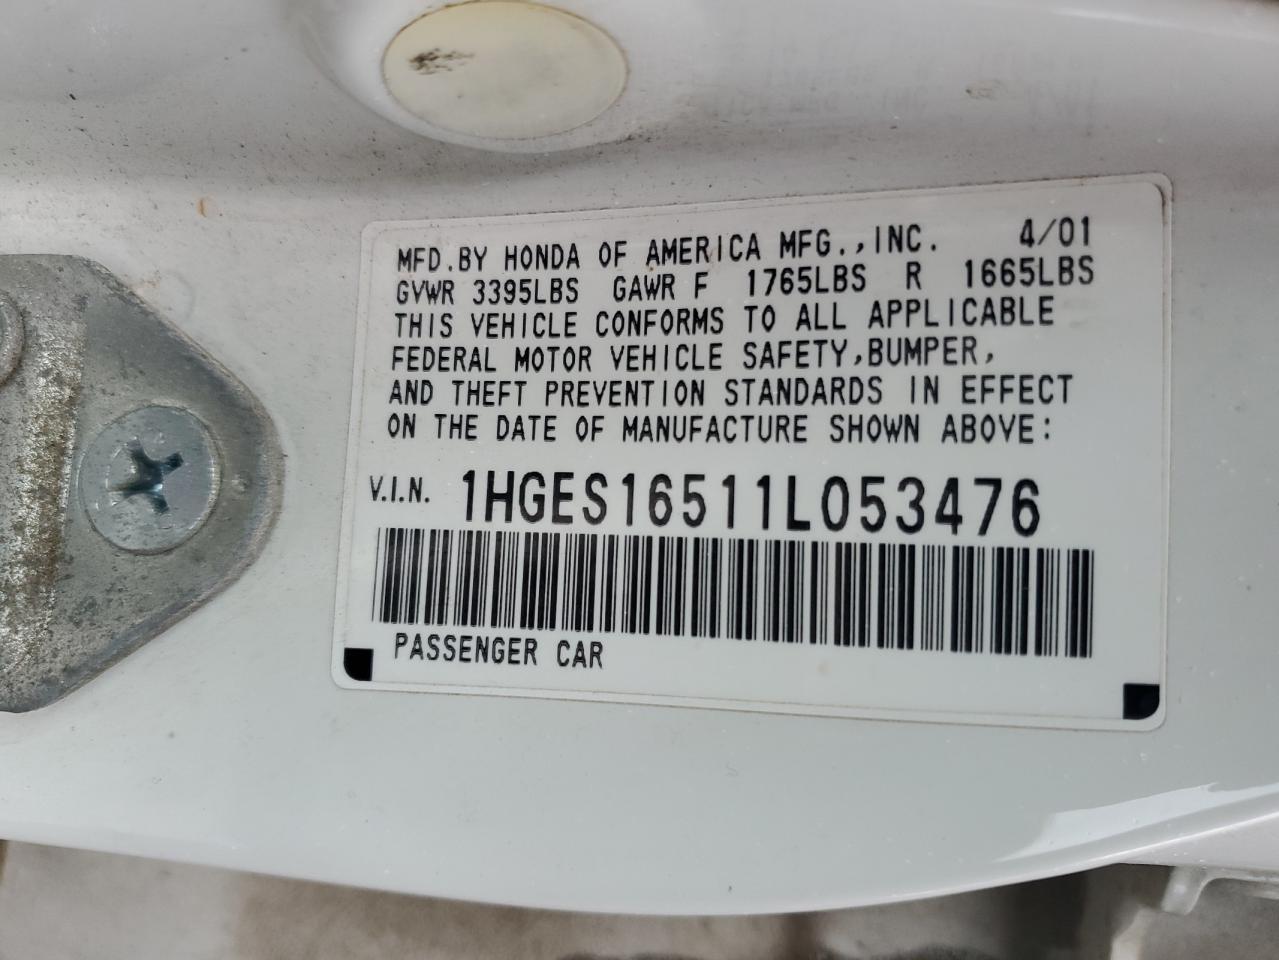 MFD.BY HONDA OF AMERICA MFG.,INC. 4/01
GVWR 3395LBS GAWR F 1765LBS R 1665LBS
THIS VEHICLE CONFORMS TO ALL APPLICABLE
FEDERAL MOTOR VEHICLE SAFETY,BUMPER,
AND THEFT PREVENTION STANDARDS IN EFFECT
ON THE DATE OF MANUFACTURE SHOWN ABOVE:
V.I.N. 1HGES16511L053476
PASSENGER CAR